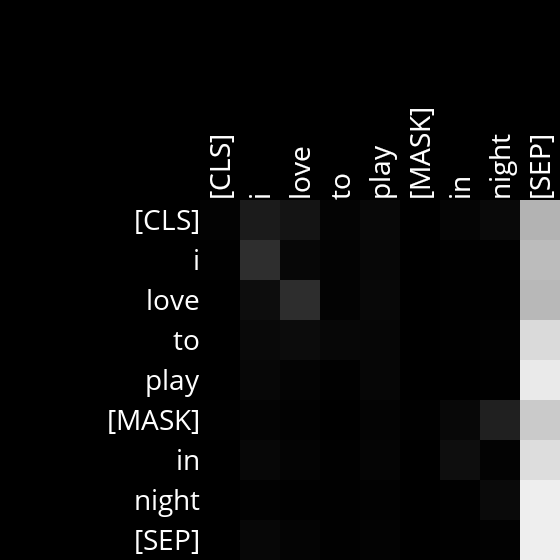 [CLS] i love to play [MASK] in night [SEP]
[CLS]
i
love
to
play
[MASK]
in
night
[SEP]